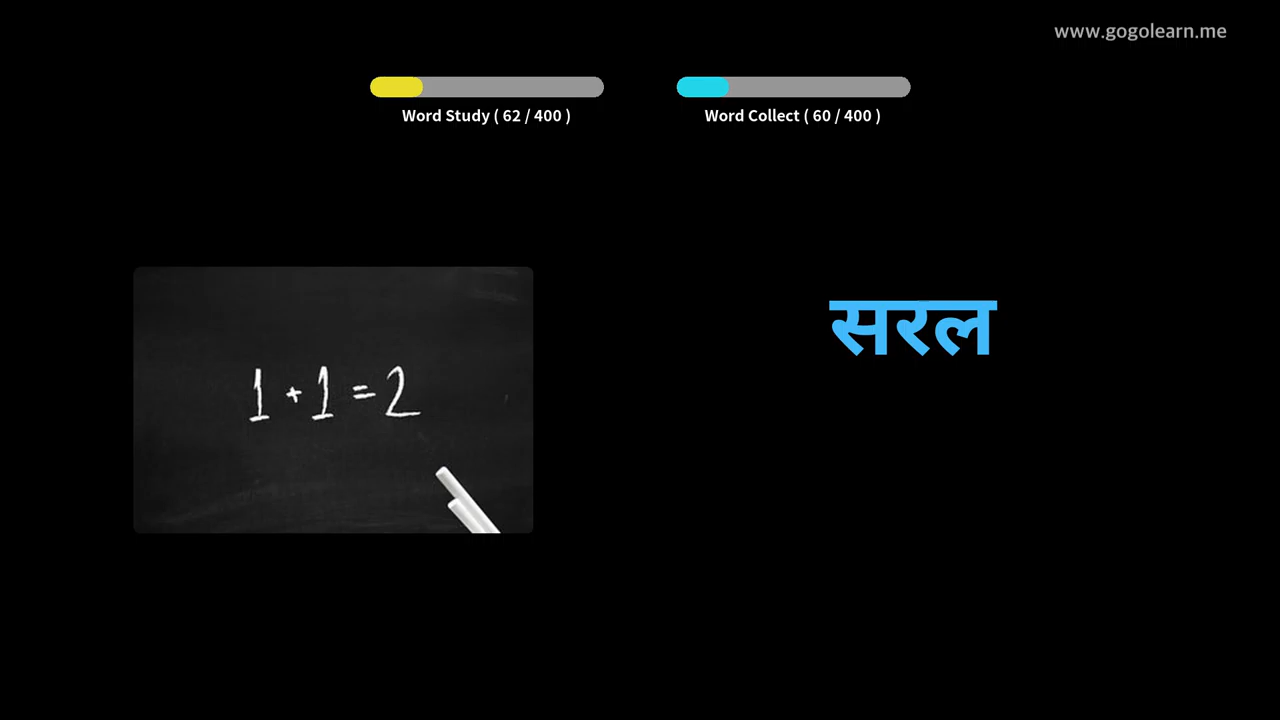 www.gogolearn.me
Word Study ( 62 / 400 )
Word Collect ( 60 / 400 )
1 + 1 = 2
सरल